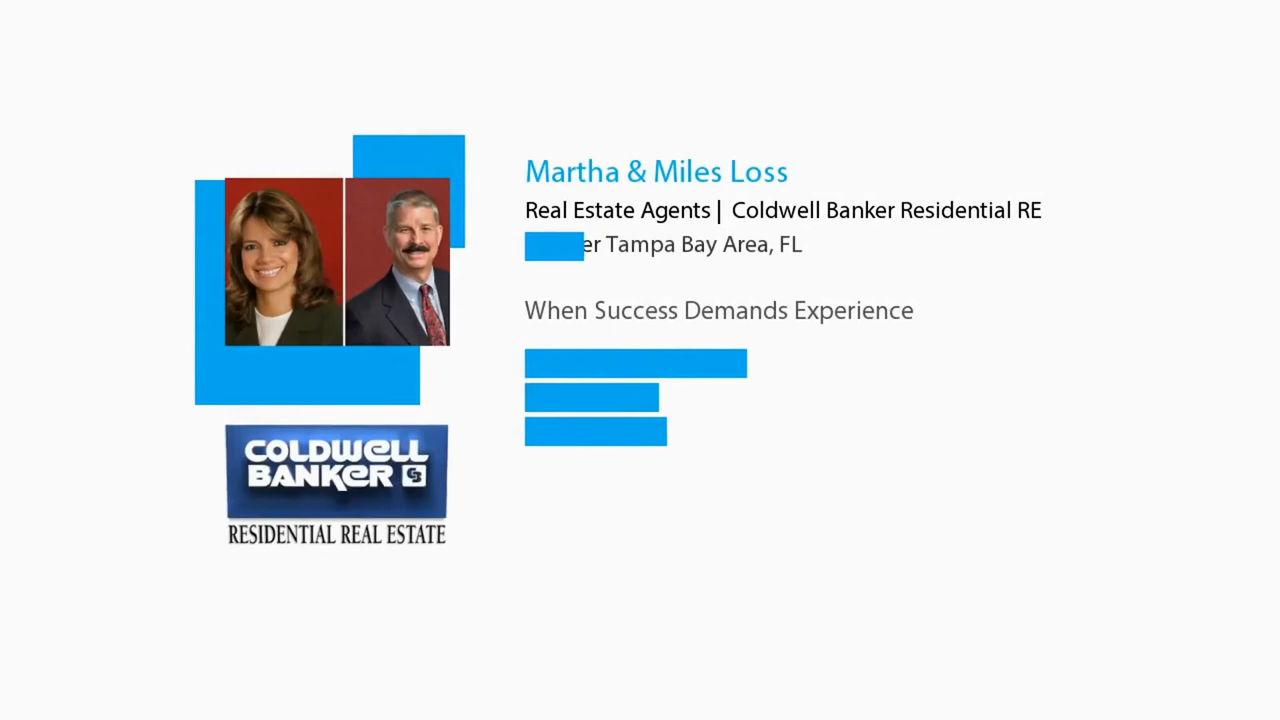 Martha & Miles Loss
Real Estate Agents | Coldwell Banker Residential RE
er Tampa Bay Area, FL
When Success Demands Experience
COLDWELL
BANKER CB
RESIDENTIAL REAL ESTATE